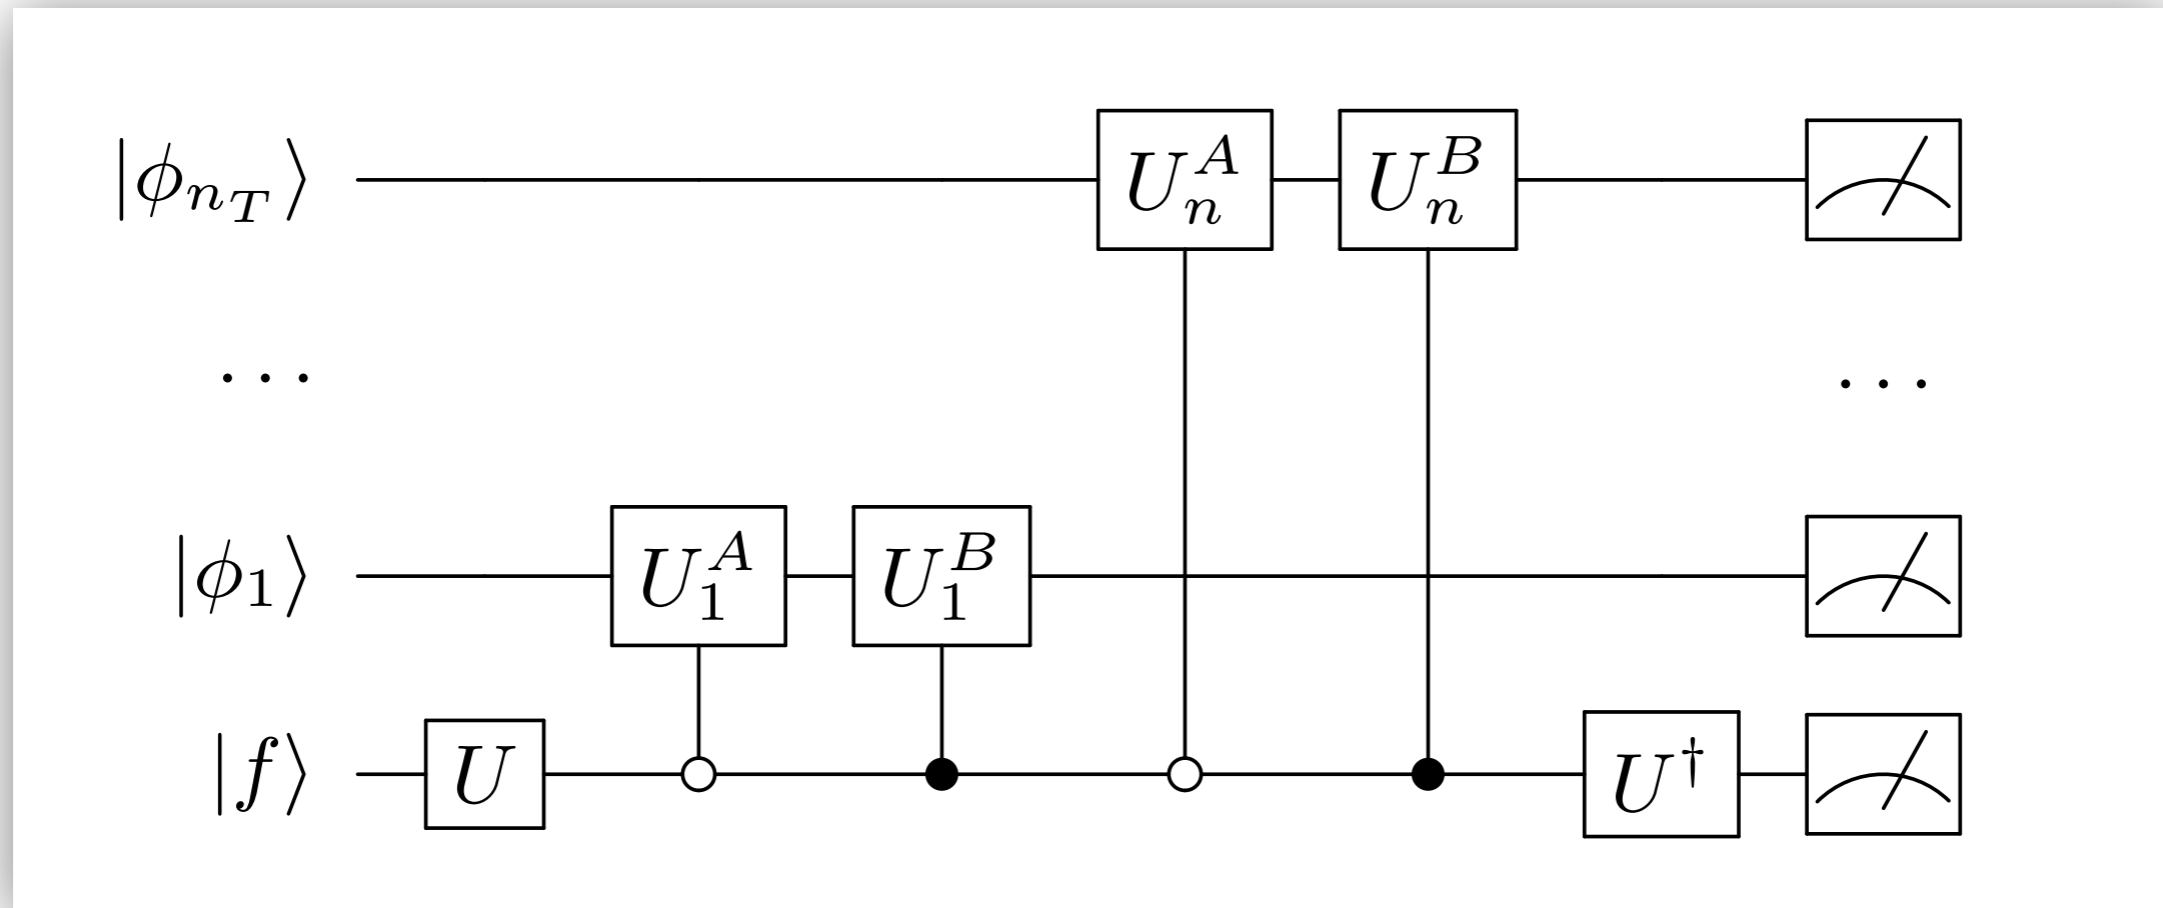 |ϕ_{n_T}⟩ U_n^A U_n^B
··· ···
|ϕ_1⟩ U_1^A U_1^B
|f⟩ U U^†